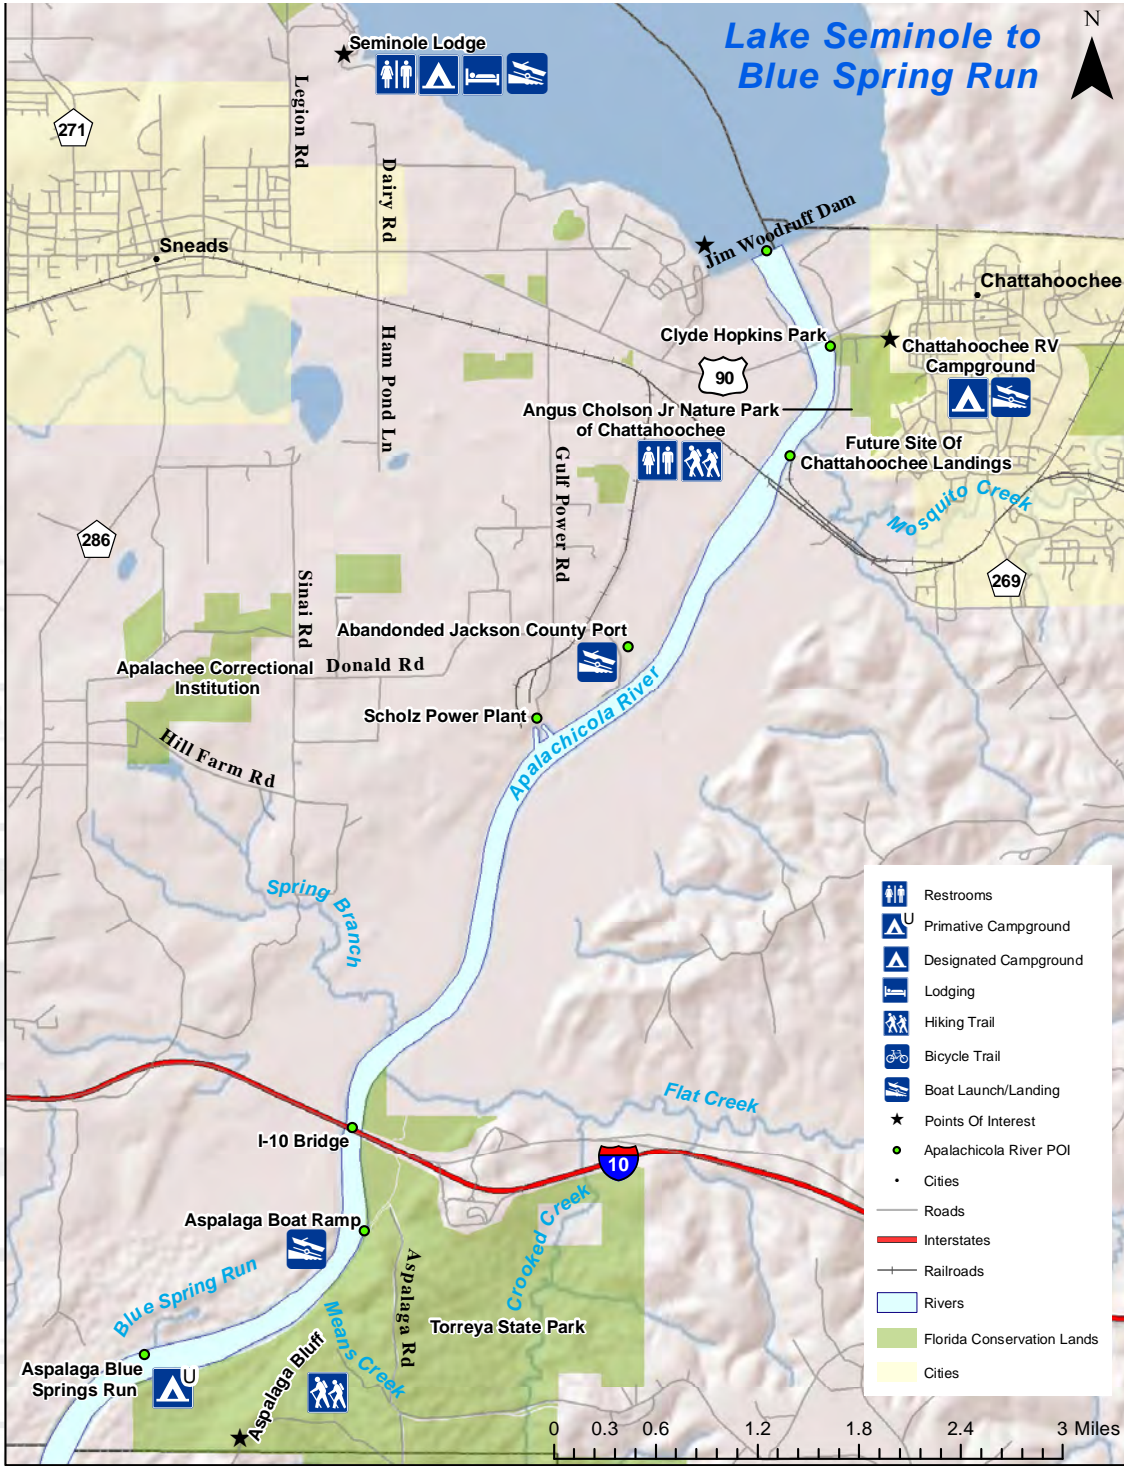 Lake Seminole to
Blue Spring Run
N
Seminole Lodge
271
Legion Rd
Dairy Rd
Sneads
Jim Woodruff Dam
Chattahoochee
Clyde Hopkins Park
Chattahoochee RV
Campground
90
Ham Pond Ln
Angus Cholson Jr Nature Park
of Chattahoochee
Future Site Of
Chattahoochee Landings
Gulf Power Rd
Mosquito Creek
286
269
Sinai Rd
Abandonded Jackson County Port
Apalachee Correctional
Institution
Donald Rd
Apalachicola River
Scholz Power Plant
Hill Farm Rd
Spring Branch
Flat Creek
I-10 Bridge
10
Aspalaga Boat Ramp
Crooked Creek
Blue Spring Run
Aspalaga Rd
Means Creek
Torreya State Park
Aspalaga Blue
Springs Run
U
Aspalaga Bluff
Restrooms
U
Primative Campground
Designated Campground
Lodging
Hiking Trail
Bicycle Trail
Boat Launch/Landing
Points Of Interest
Apalachicola River POI
Cities
Roads
Interstates
Railroads
Rivers
Florida Conservation Lands
Cities
0 0.3 0.6 1.2 1.8 2.4 3 Miles